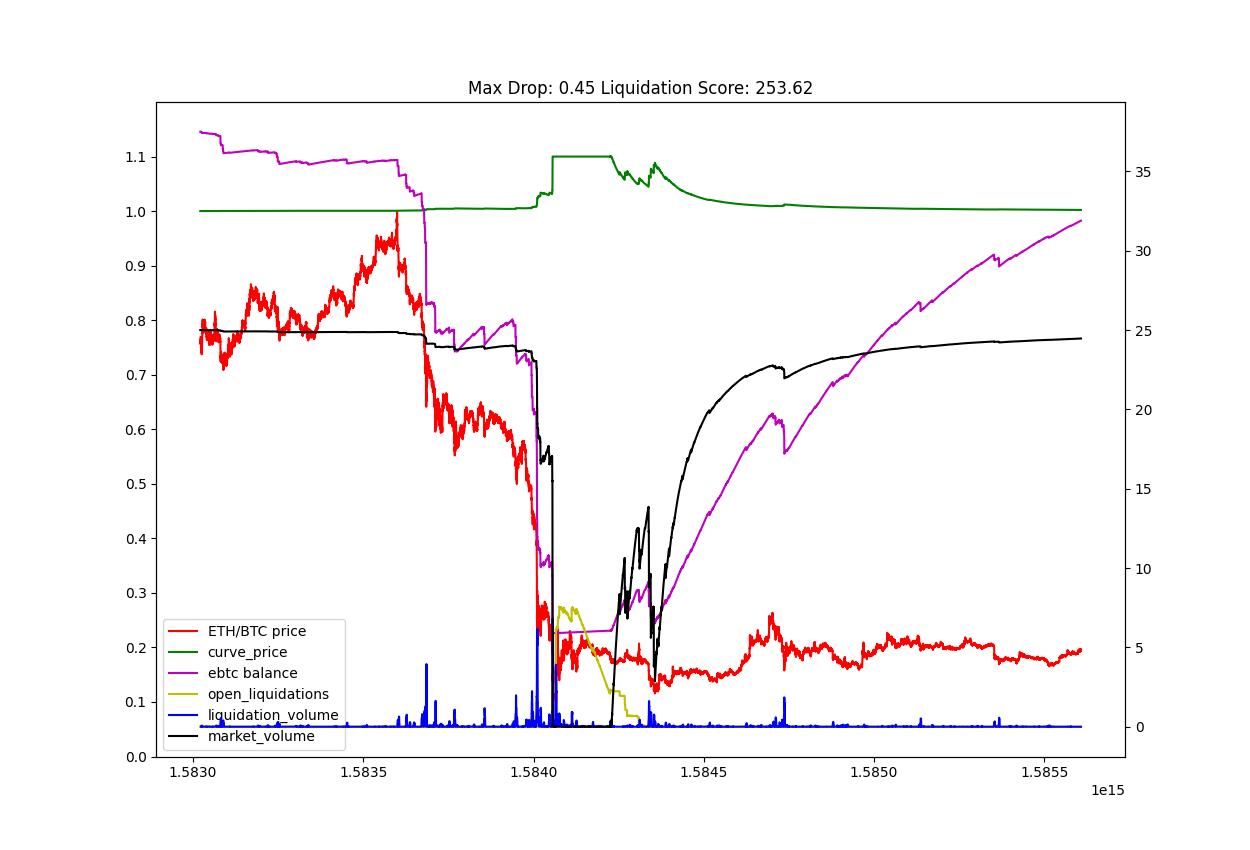 Max Drop: 0.45 Liquidation Score: 253.62
1.1
1.0
0.9
0.8
0.7
0.6
0.5
0.4
0.3
0.2
0.1
0.0
35
30
25
20
15
10
5
0
ETH/BTC price
curve_price
ebtc balance
open_liquidations
liquidation_volume
market_volume
1.5830 1.5835 1.5840 1.5845 1.5850 1.5855
1e15